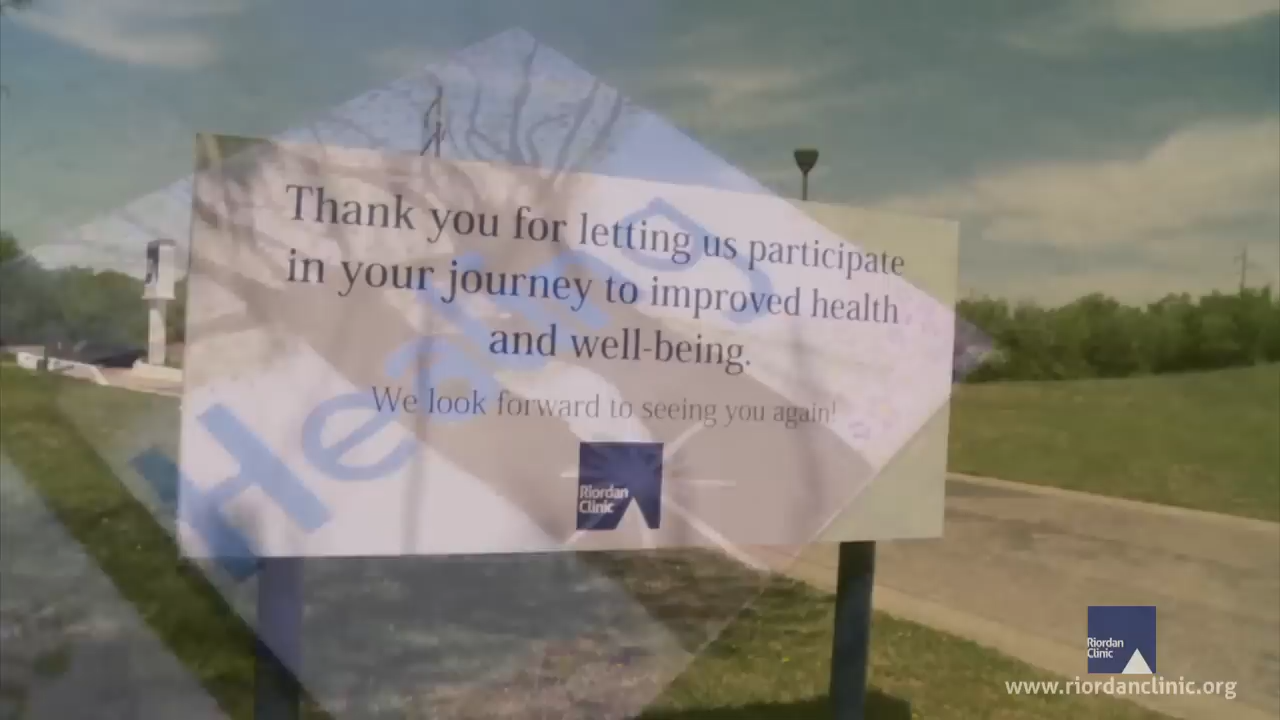 Thank you for letting us participate
in your journey to improved health
and well-being.
We look forward to seeing you again!
Healing
Riordan
Clinic
Riordan
Clinic
www.riordanclinic.org